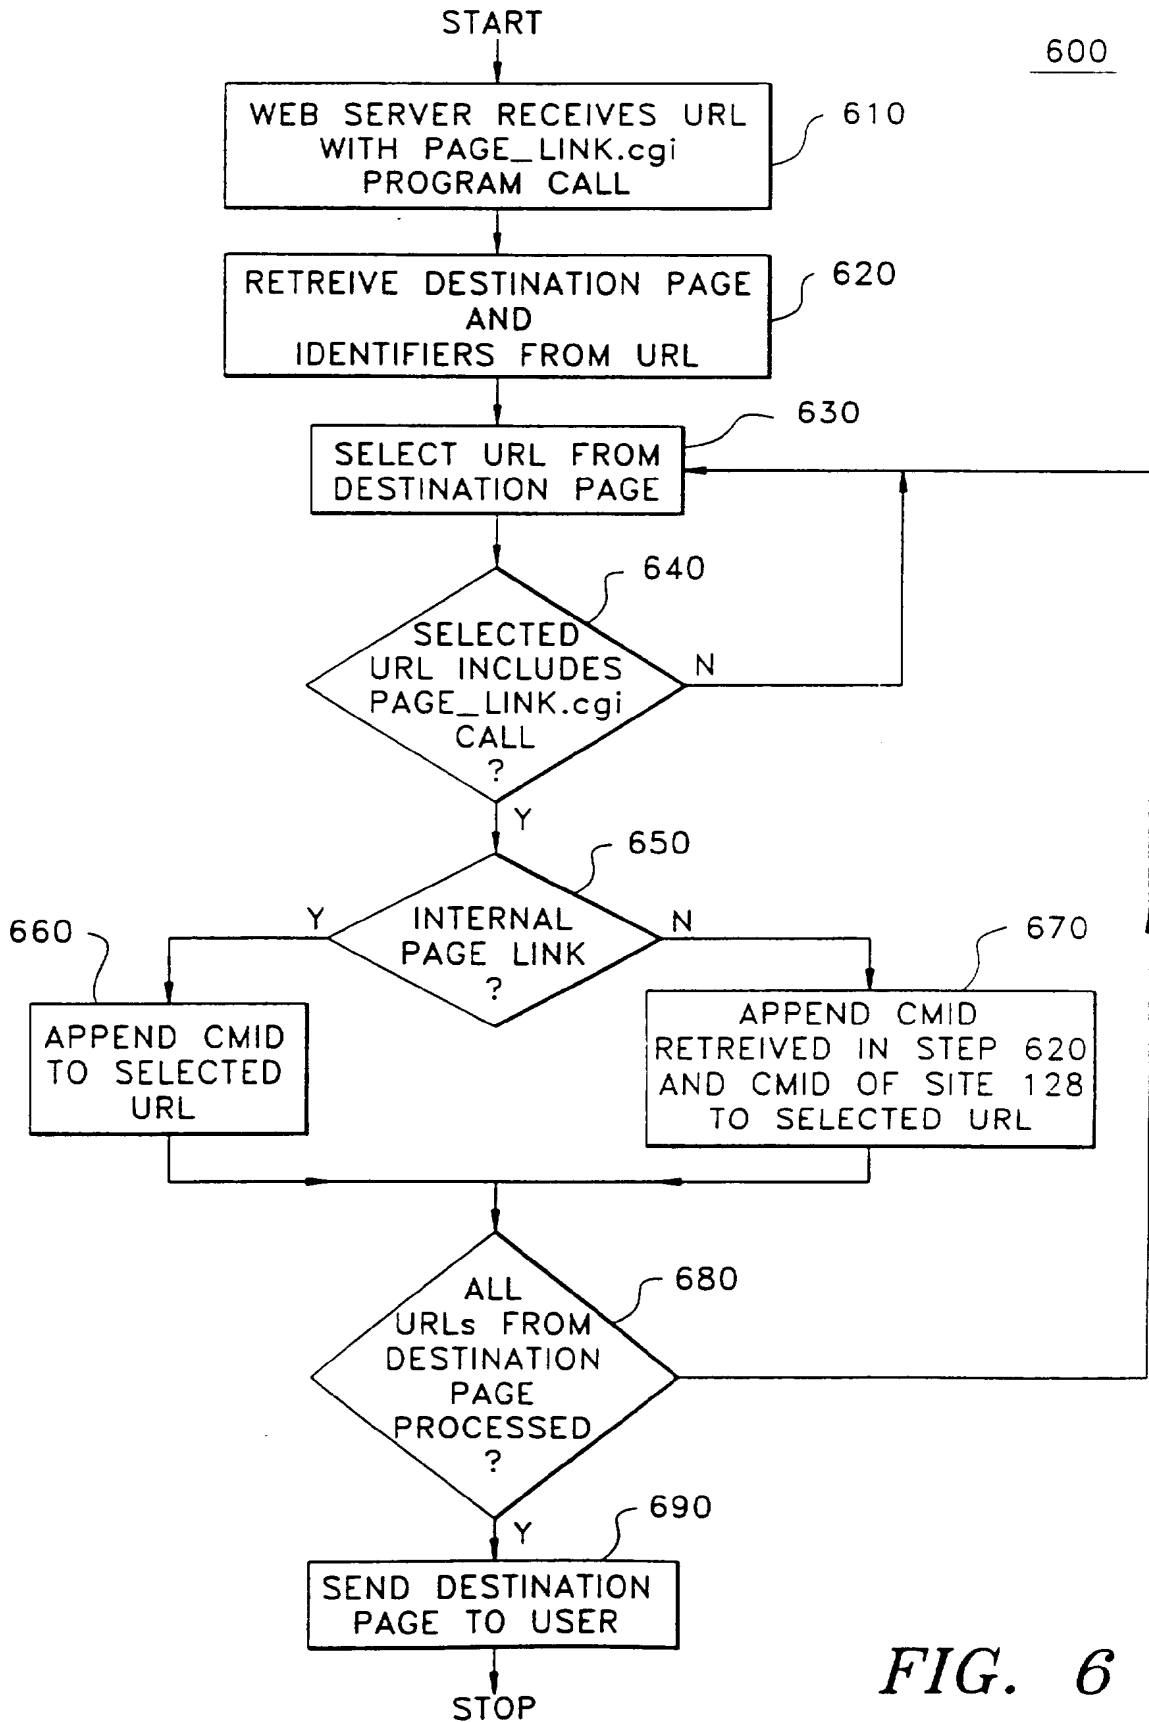 START
600
WEB SERVER RECEIVES URL
WITH PAGE_LINK.cgi
PROGRAM CALL
610
RETREIVE DESTINATION PAGE
AND
IDENTIFIERS FROM URL
620
SELECT URL FROM
DESTINATION PAGE
630
SELECTED
URL INCLUDES
PAGE_LINK.cgi
CALL
?
640
N
Y
INTERNAL
PAGE LINK
?
650
Y
N
660
APPEND CMID
TO SELECTED
URL
670
APPEND CMID
RETREIVED IN STEP 620
AND CMID OF SITE 128
TO SELECTED URL
ALL
URLs FROM
DESTINATION
PAGE
PROCESSED
?
680
Y
690
SEND DESTINATION
PAGE TO USER
STOP
FIG. 6